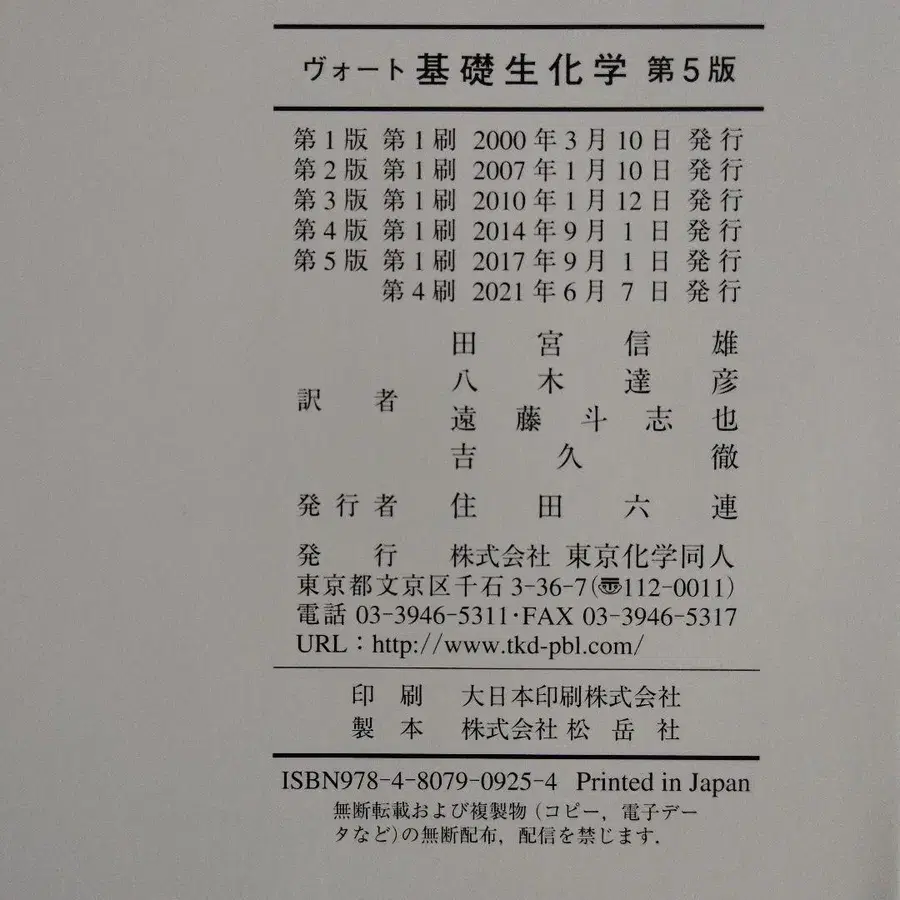 ヴォート 基礎生化学 第5版
第1版 第1刷 2000年3月10日 発行
第2版 第1刷 2007年1月10日 発行
第3版 第1刷 2010年1月12日 発行
第4版 第1刷 2014年9月1日 発行
第5版 第1刷 2017年9月1日 発行
第4刷 2021年6月7日 発行
訳者
田宮信雄
八木達彦
遠藤斗志也
吉久徹
発行者 住田六連
発行 株式会社 東京化学同人
東京都文京区千石 3-36-7(〠112-0011)
電話 03-3946-5311・FAX 03-3946-5317
URL：http://www.tkd-pbl.com/
印刷 大日本印刷株式会社
製本 株式会社 松岳社
ISBN978-4-8079-0925-4 Printed in Japan
無断転載および複製物 (コピー，電子デー
タなど)の無断配布，配信を禁じます．